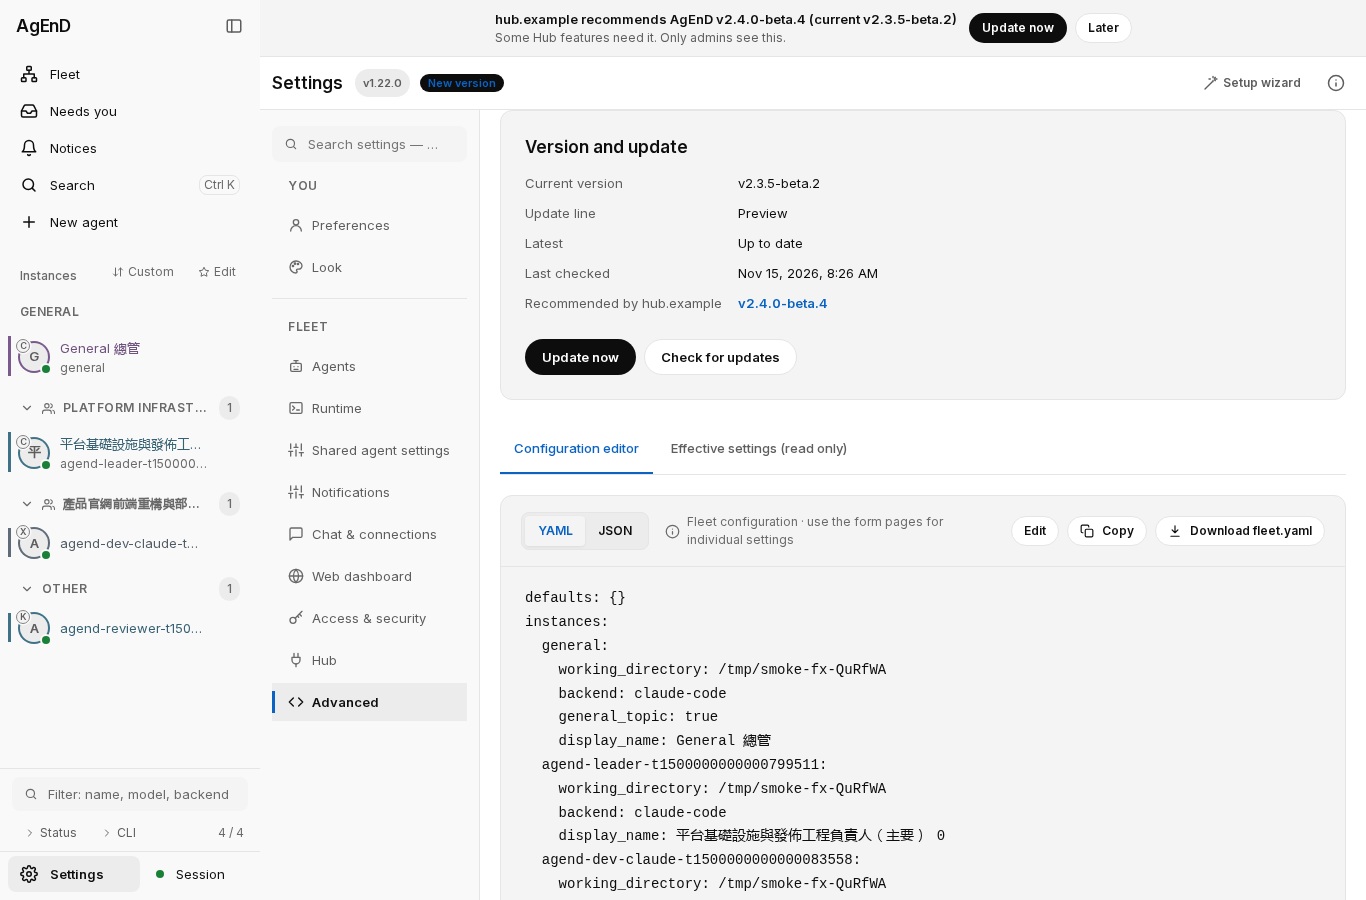 AgEnD
Fleet
Needs you
Notices
Search
Ctrl K
New agent
Instances
Custom
Edit
GENERAL
C
G
General 總管
general
PLATFORM INFRAST...
1
C
平
平台基礎設施與發佈工...
agend-leader-t150000...
產品官網前端重構與部...
1
X
A
agend-dev-claude-t...
OTHER
1
K
A
agend-reviewer-t150...
Filter: name, model, backend
Status
CLI
4 / 4
Settings
Session
hub.example recommends AgEnD v2.4.0-beta.4 (current v2.3.5-beta.2)
Some Hub features need it. Only admins see this.
Update now
Later
Settings
v1.22.0
New version
Setup wizard
Search settings — ...
YOU
Preferences
Look
FLEET
Agents
Runtime
Shared agent settings
Notifications
Chat & connections
Web dashboard
Access & security
Hub
Advanced
Version and update
Current version v2.3.5-beta.2
Update line Preview
Latest Up to date
Last checked Nov 15, 2026, 8:26 AM
Recommended by hub.example v2.4.0-beta.4
Update now
Check for updates
Configuration editor
Effective settings (read only)
YAML
JSON
Fleet configuration · use the form pages for
individual settings
Edit
Copy
Download fleet.yaml
defaults: {}
instances:
  general:
    working_directory: /tmp/smoke-fx-QuRfWA
    backend: claude-code
    general_topic: true
    display_name: General 總管
  agend-leader-t1500000000000799511:
    working_directory: /tmp/smoke-fx-QuRfWA
    backend: claude-code
    display_name: 平台基礎設施與發佈工程負責人（主要） 0
  agend-dev-claude-t1500000000000083558:
    working_directory: /tmp/smoke-fx-QuRfWA